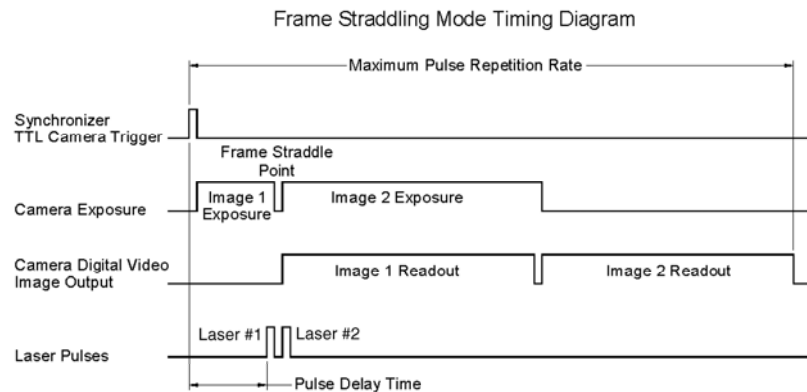 Frame Straddling Mode Timing Diagram
Maximum Pulse Repetition Rate
Synchronizer
TTL Camera Trigger
Frame Straddle
Point
Camera Exposure
Image 1
Exposure
Image 2 Exposure
Camera Digital Video
Image Output
Image 1 Readout
Image 2 Readout
Laser Pulses
Laser #1
Laser #2
Pulse Delay Time